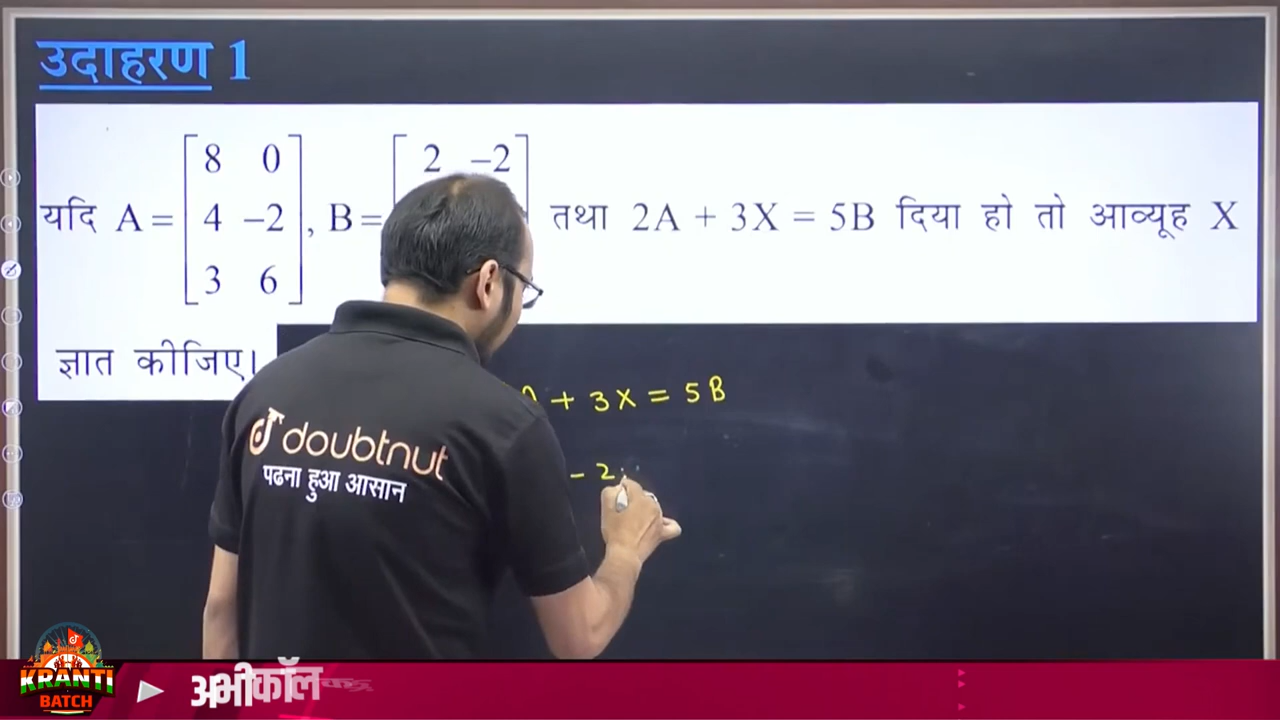 उदाहरण 1
यदि A = [8 0
4 –2
3 6], B = [2 –2
तथा 2A + 3X = 5B दिया हो तो आव्यूह X
ज्ञात कीजिए।
+ 3X = 5B
– 2
doubtnut
पढना हुआ आसान
KRANTI
BATCH
अभी कॉल